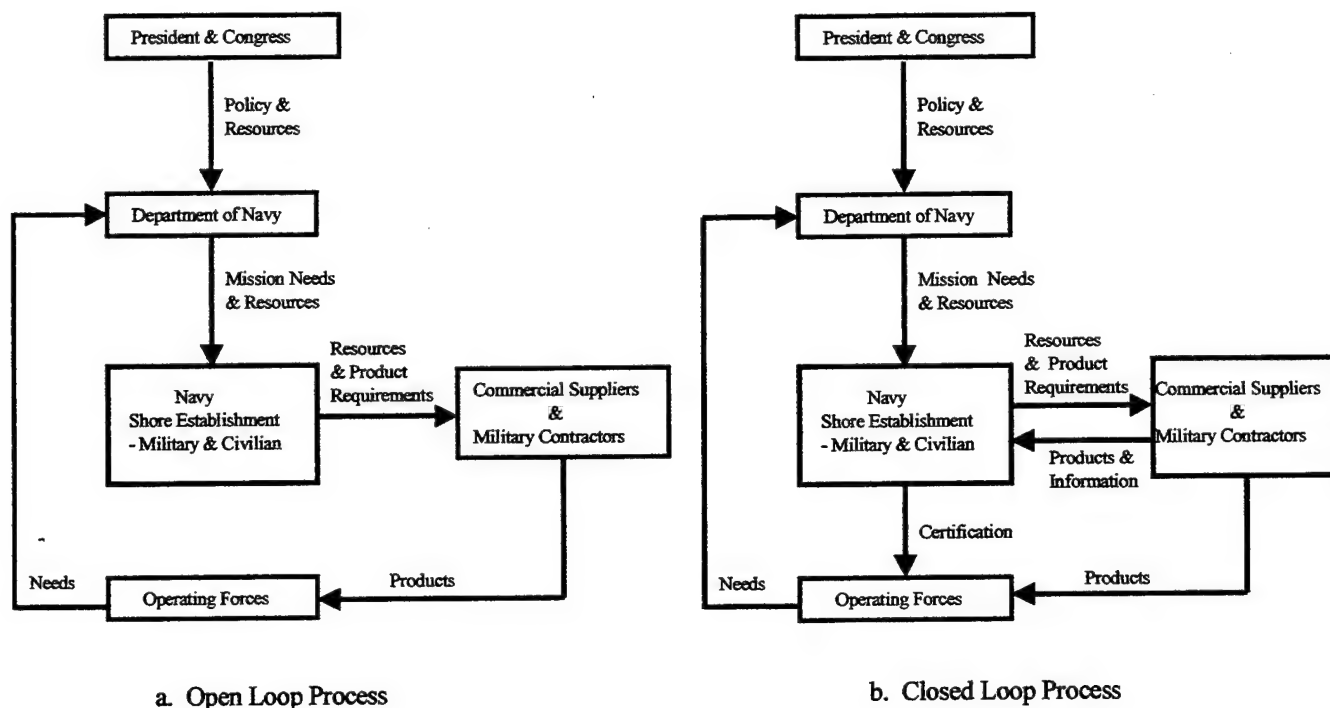 President & Congress
Policy &
Resources
Department of Navy
Mission Needs
& Resources
Navy
Shore Establishment
- Military & Civilian
Resources
& Product
Requirements
Commercial Suppliers
&
Military Contractors
Needs
Operating Forces
Products
a. Open Loop Process
President & Congress
Policy &
Resources
Department of Navy
Mission Needs
& Resources
Navy
Shore Establishment
- Military & Civilian
Resources
& Product
Requirements
Commercial Suppliers
&
Military Contractors
Products &
Information
Certification
Needs
Operating Forces
Products
b. Closed Loop Process